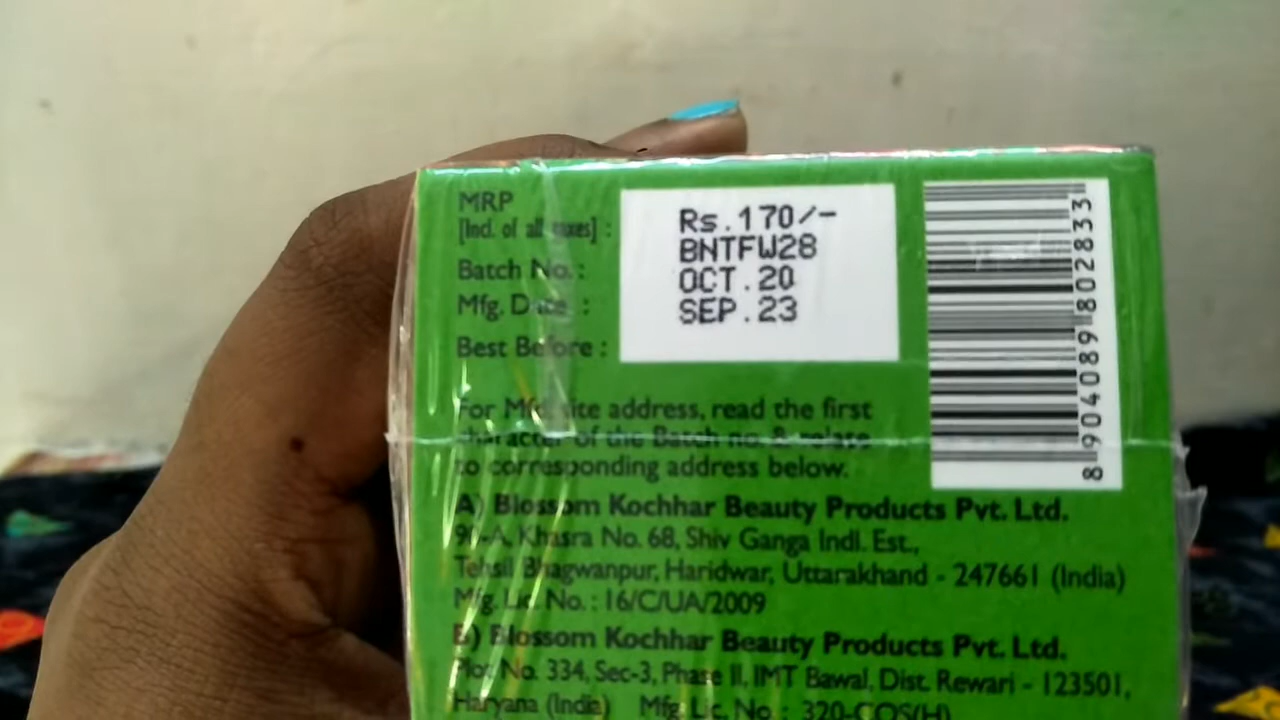 MRP
[Incl. of all taxes] :
Rs.170/-
Batch No. :
BNTFW28
Mfg. Date :
OCT.20
Best Before :
SEP.23
8 904089 802833
For Mfg. site address, read the first
character of the Batch no. & relate
to corresponding address below.
A) Blossom Kochhar Beauty Products Pvt. Ltd.
96-A, Khasra No. 68, Shiv Ganga Indl. Est.,
Tehsil Bhagwanpur, Haridwar, Uttarakhand - 247661 (India)
Mfg. Lic. No. : 16/C/UA/2009
B) Blossom Kochhar Beauty Products Pvt. Ltd.
Plot No. 334, Sec-3, Phase II, IMT Bawal, Dist. Rewari - 123501,
Haryana (India) Mfg. Lic. No. : 320-COS(H)